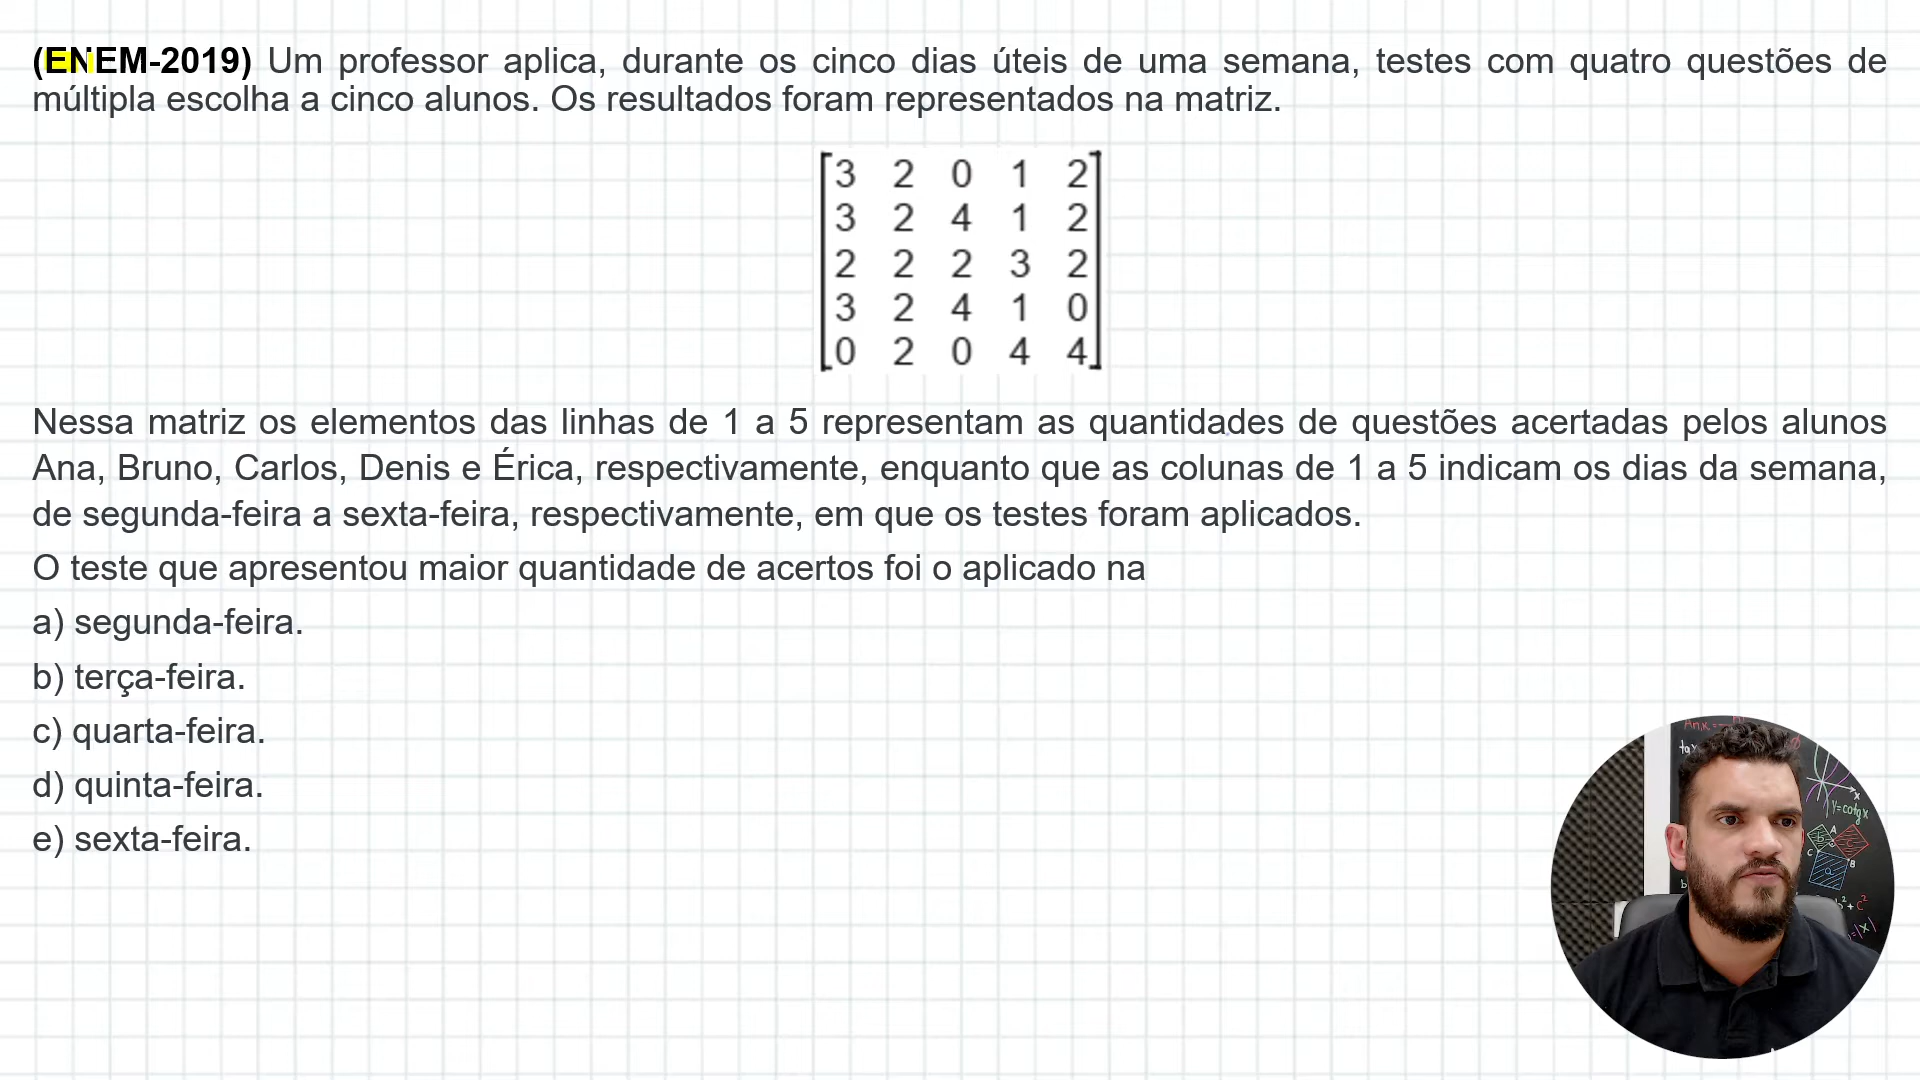 (ENEM-2019) Um professor aplica, durante os cinco dias úteis de uma semana, testes com quatro questões de
múltipla escolha a cinco alunos. Os resultados foram representados na matriz.
3 2 0 1 2
3 2 4 1 2
2 2 2 3 2
3 2 4 1 0
0 2 0 4 4
Nessa matriz os elementos das linhas de 1 a 5 representam as quantidades de questões acertadas pelos alunos
Ana, Bruno, Carlos, Denis e Érica, respectivamente, enquanto que as colunas de 1 a 5 indicam os dias da semana,
de segunda-feira a sexta-feira, respectivamente, em que os testes foram aplicados.
O teste que apresentou maior quantidade de acertos foi o aplicado na
a) segunda-feira.
b) terça-feira.
c) quarta-feira.
d) quinta-feira.
e) sexta-feira.
y=cotgx
A
b
c
C
B
a